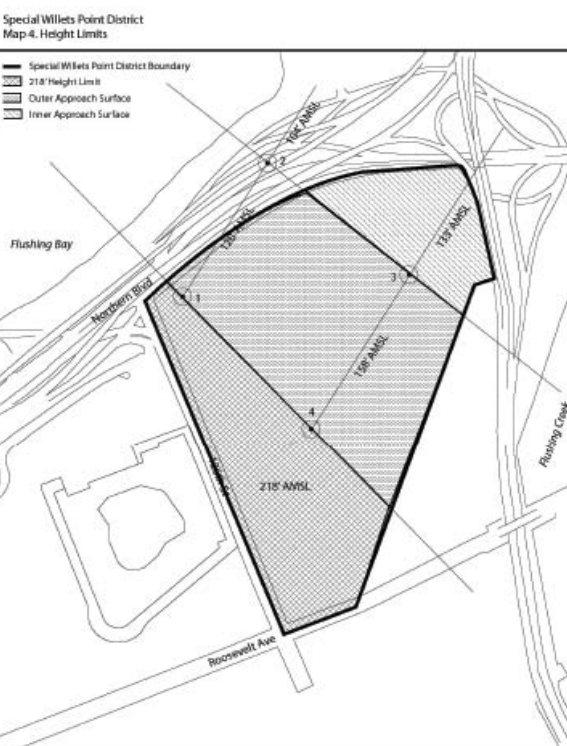 Special Willets Point District
Map 4. Height Limits
Special Willets Point District Boundary
218' Height Limit
Outer Approach Surface
Inner Approach Surface
104' AMSL
2
Flushing Bay
AMSL
133' AMSL
3
Northern Blvd
1
158' AMSL
4
Flushing Creek
218' AMSL
Roosevelt Ave